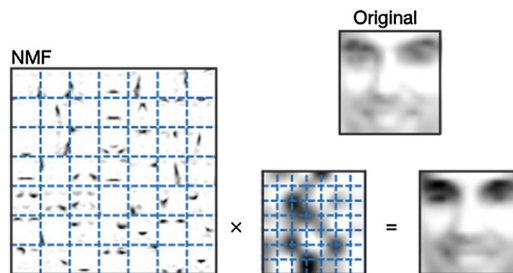 Original
NMF
× =